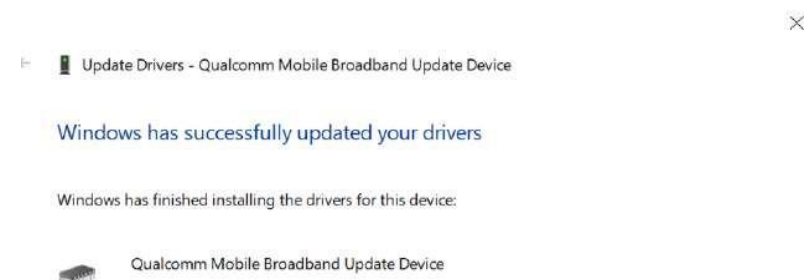 Update Drivers - Qualcomm Mobile Broadband Update Device
Windows has successfully updated your drivers
Windows has finished installing the drivers for this device:
Qualcomm Mobile Broadband Update Device